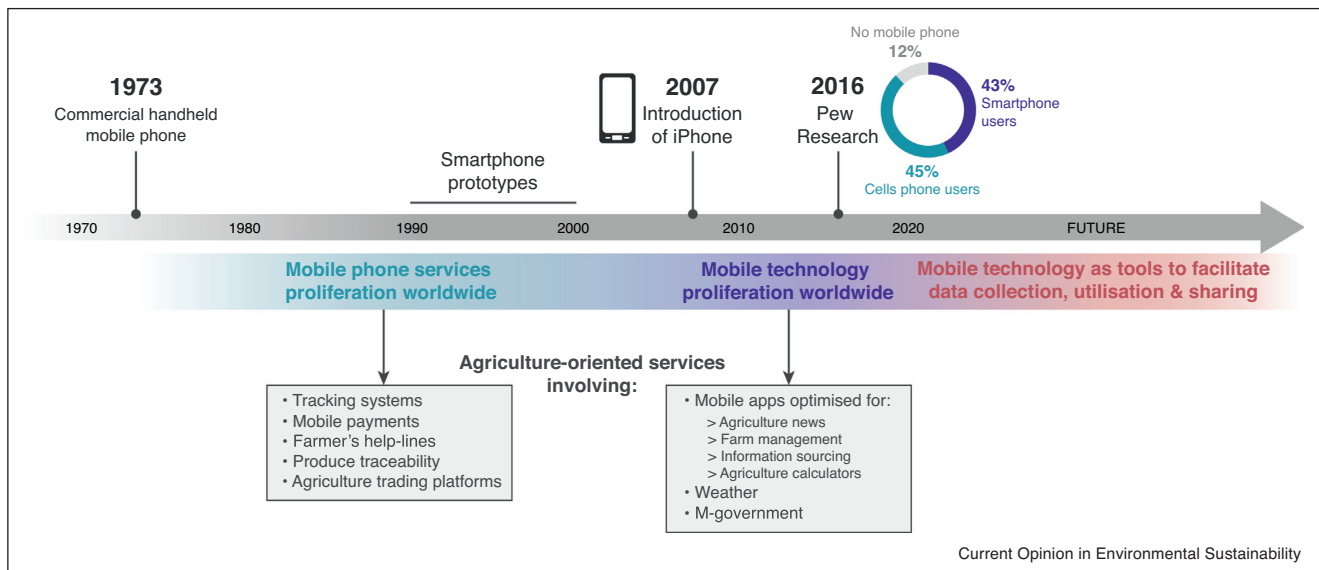 No mobile phone
12%
1973
Commercial handheld
mobile phone
Smartphone
prototypes
2007
Introduction
of iPhone
2016
Pew
Research
43%
Smartphone
users
45%
Cells phone users
1970
1980
1990
2000
2010
2020
FUTURE
Mobile phone services
proliferation worldwide
Mobile technology
proliferation worldwide
Mobile technology as tools to facilitate
data collection, utilisation & sharing
Agriculture-oriented services
involving:
• Tracking systems
• Mobile payments
• Farmer's help-lines
• Produce traceability
• Agriculture trading platforms
• Mobile apps optimised for:
> Agriculture news
> Farm management
> Information sourcing
> Agriculture calculators
• Weather
• M-government
Current Opinion in Environmental Sustainability